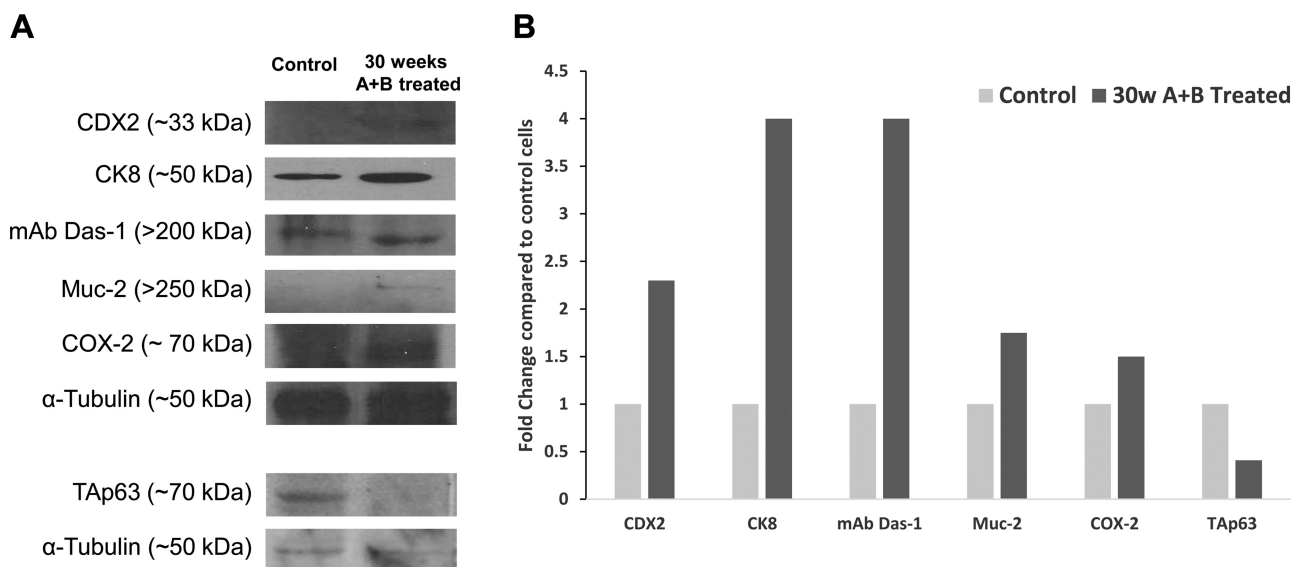 A
Control
30 weeks
A+B treated
CDX2 (~33 kDa)
CK8 (~50 kDa)
mAb Das-1 (>200 kDa)
Muc-2 (>250 kDa)
COX-2 (~ 70 kDa)
α-Tubulin (~50 kDa)
TAp63 (~70 kDa)
α-Tubulin (~50 kDa)
B
Fold Change compared to control cells
4.5
4
3.5
3
2.5
2
1.5
1
0.5
0
Control
30w A+B Treated
CDX2
CK8
mAb Das-1
Muc-2
COX-2
TAp63